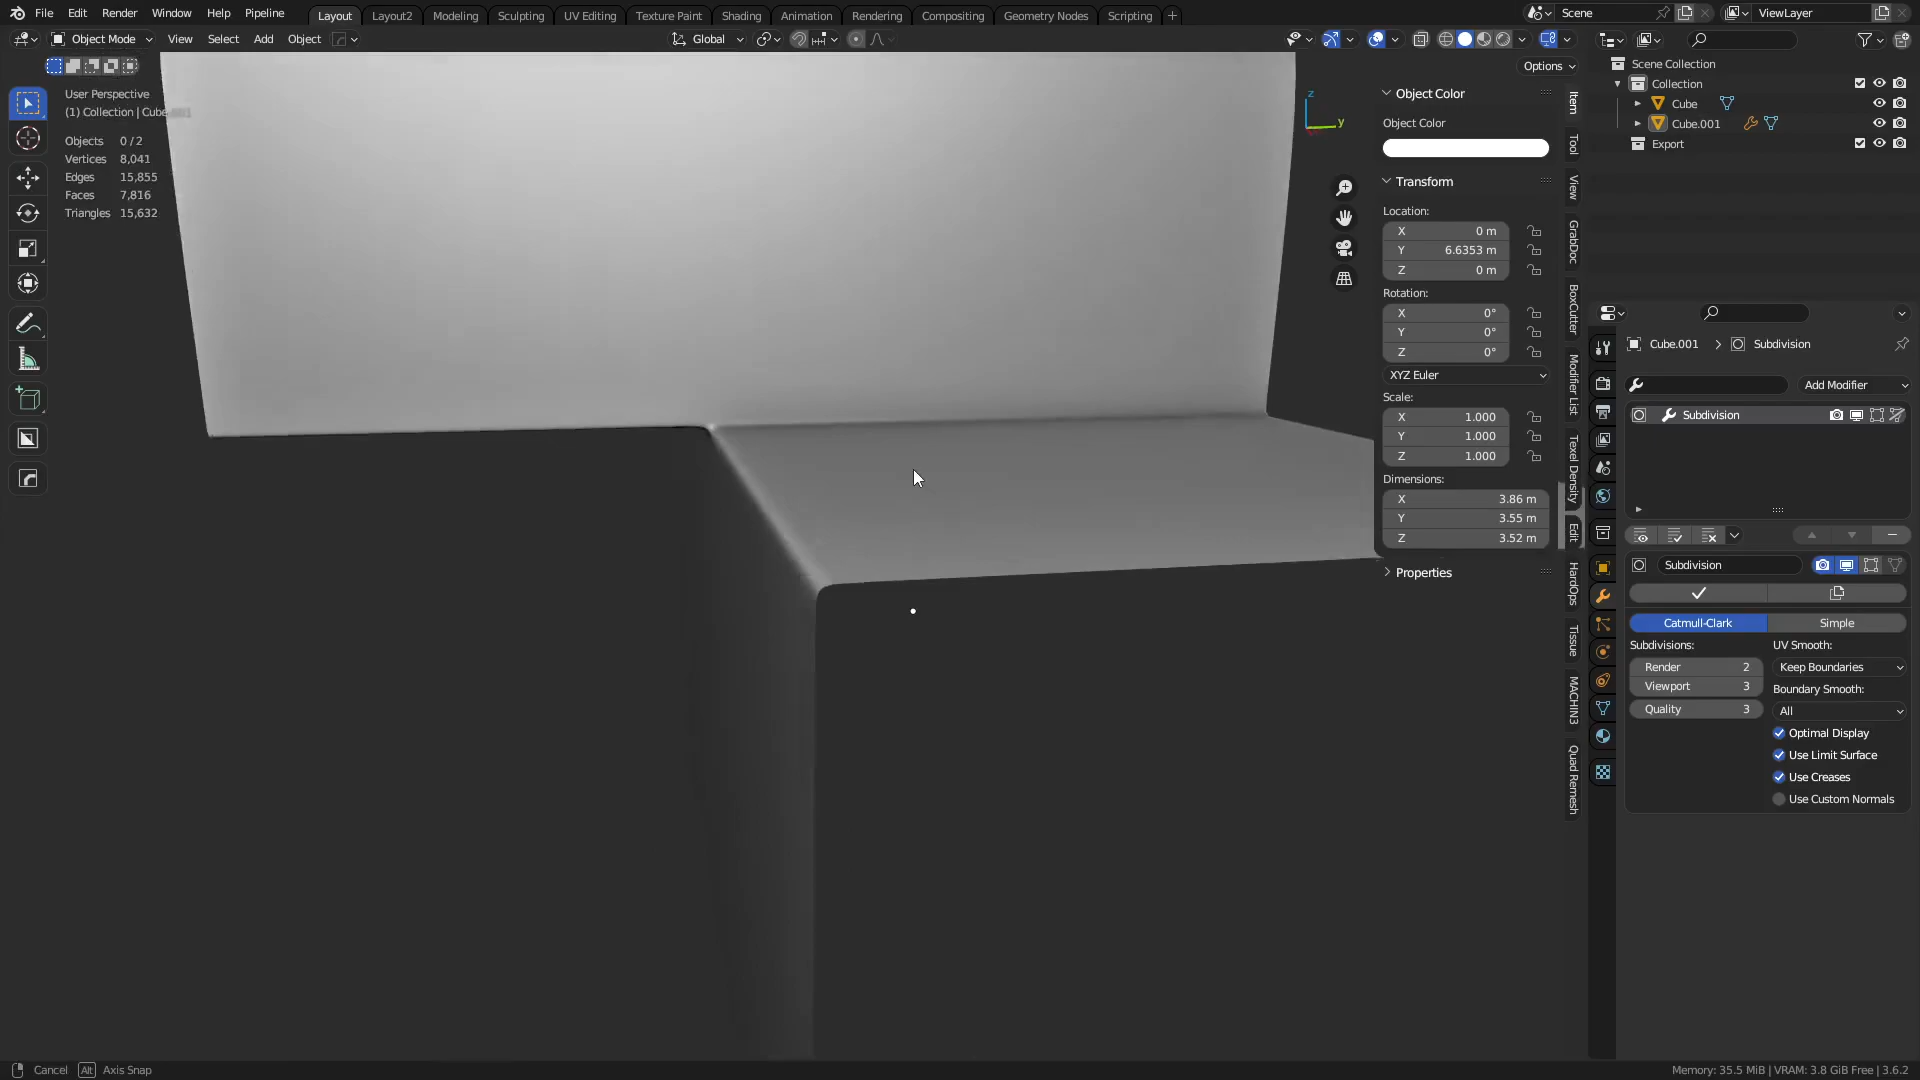 File Edit Render Window Help Pipeline Layout Layout2 Modeling Sculpting UV Editing Texture Paint Shading Animation Rendering Compositing Geometry Nodes Scripting Scene ViewLayer
Object Mode View Select Add Object Global
Options
User Perspective
(1) Collection | Cube.001
Objects 0 / 2
Vertices 8,041
Edges 15,855
Faces 7,816
Triangles 15,632
z
y
Object Color
Object Color
Transform
Location:
X 0 m
Y 6.6353 m
Z 0 m
Rotation:
X 0°
Y 0°
Z 0°
XYZ Euler
Scale:
X 1.000
Y 1.000
Z 1.000
Dimensions:
X 3.86 m
Y 3.55 m
Z 3.52 m
Properties
Item
Tool
View
GrabDoc
BoxCutter
Modifier List
Texel Density
Edit
HardOps
Tissue
MACHIN3
Quad Remesh
Scene Collection
Collection
Cube
Cube.001
Export
Cube.001 Subdivision
Add Modifier
Subdivision
Subdivision
Catmull-Clark Simple
Subdivisions: UV Smooth:
Render 2 Keep Boundaries
Viewport 3 Boundary Smooth:
Quality 3 All
Optimal Display
Use Limit Surface
Use Creases
Use Custom Normals
Cancel Alt Axis Snap Memory: 35.5 MiB | VRAM: 3.8 GiB Free | 3.6.2